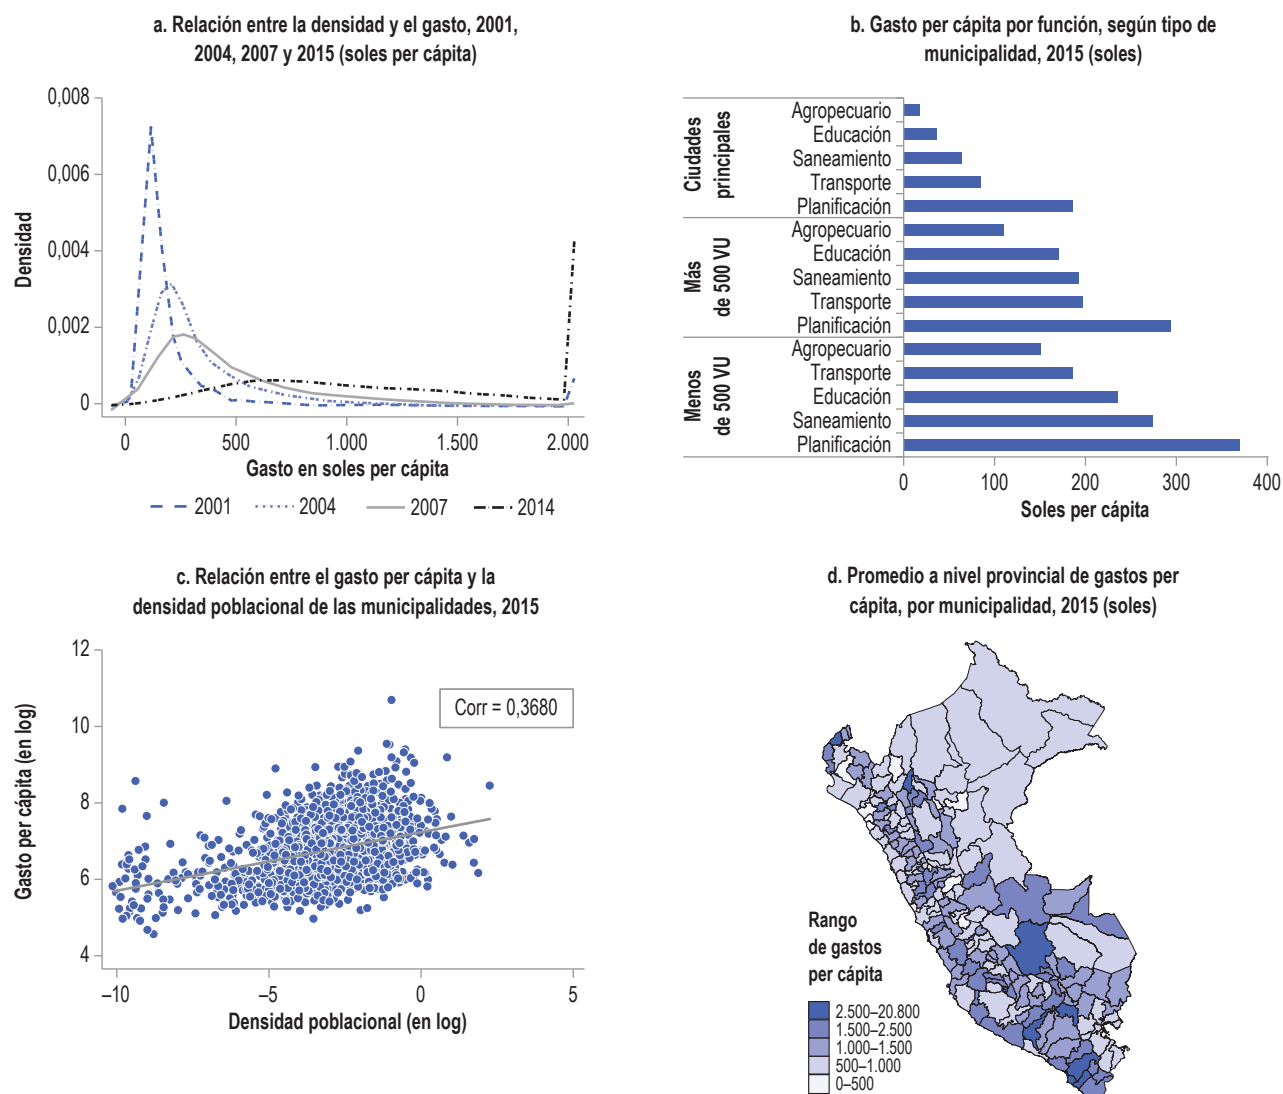 a. Relación entre la densidad y el gasto, 2001,
2004, 2007 y 2015 (soles per cápita)
0,008
0,006
0,004
0,002
0
Densidad
0
500
1.000
1.500
2.000
Gasto en soles per cápita
2001
2004
2007
2014
b. Gasto per cápita por función, según tipo de
municipalidad, 2015 (soles)
Ciudades
principales
Agropecuario
Educación
Saneamiento
Transporte
Planificación
Más
de 500 VU
Agropecuario
Educación
Saneamiento
Transporte
Planificación
Menos
de 500 VU
Agropecuario
Transporte
Educación
Saneamiento
Planificación
0
100
200
300
400
Soles per cápita
c. Relación entre el gasto per cápita y la
densidad poblacional de las municipalidades, 2015
12
10
8
6
4
Gasto per cápita (en log)
Corr = 0,3680
–10
–5
0
5
Densidad poblacional (en log)
d. Promedio a nivel provincial de gastos per
cápita, por municipalidad, 2015 (soles)
Rango
de gastos
per cápita
2.500–20.800
1.500–2.500
1.000–1.500
500–1.000
0–500